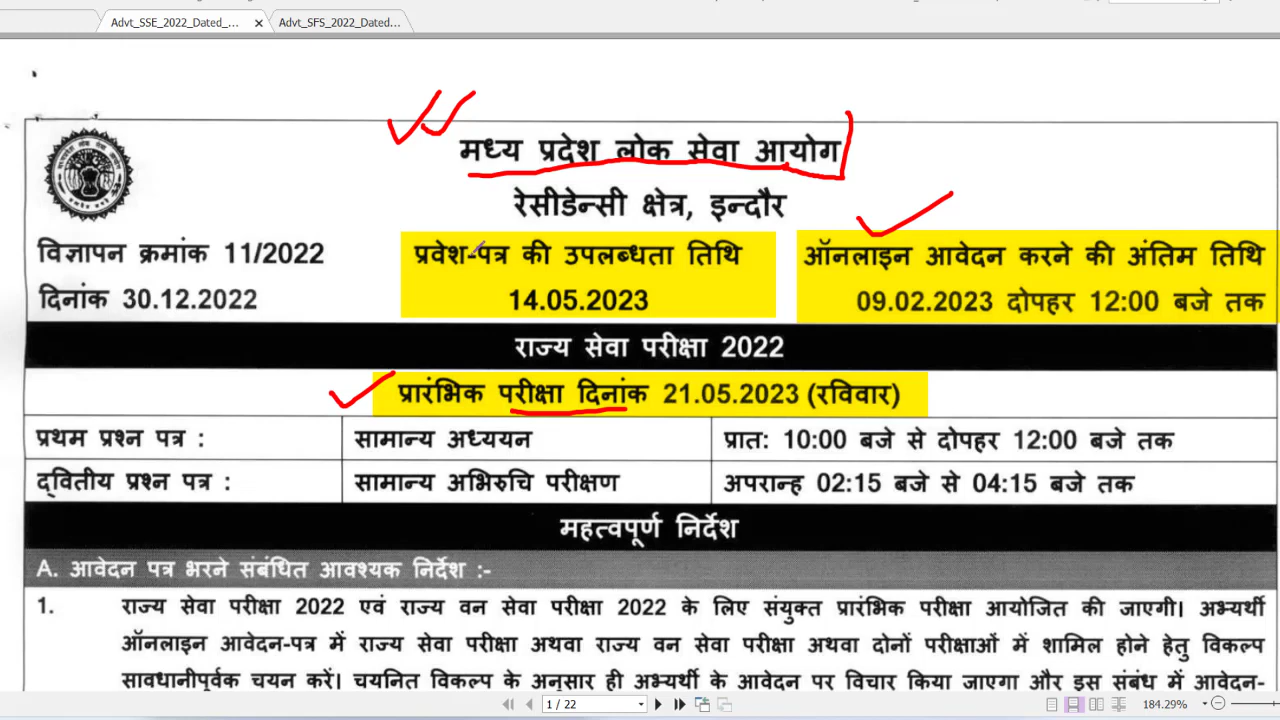 Advt_SSE_2022_Dated_... × Advt_SFS_2022_Dated...
मध्य प्रदेश लोक सेवा आयोग
रेसीडेन्सी क्षेत्र, इन्दौर
विज्ञापन क्रमांक 11/2022
दिनांक 30.12.2022
प्रवेश-पत्र की उपलब्धता तिथि
14.05.2023
ऑनलाइन आवेदन करने की अंतिम तिथि
09.02.2023 दोपहर 12:00 बजे तक
राज्य सेवा परीक्षा 2022
प्रारंभिक परीक्षा दिनांक 21.05.2023 (रविवार)
प्रथम प्रश्न पत्र : सामान्य अध्ययन प्रात: 10:00 बजे से दोपहर 12:00 बजे तक
द्वितीय प्रश्न पत्र : सामान्य अभिरुचि परीक्षण अपरान्ह 02:15 बजे से 04:15 बजे तक
महत्वपूर्ण निर्देश
A. आवेदन पत्र भरने संबंधित आवश्यक निर्देश :-
1. राज्य सेवा परीक्षा 2022 एवं राज्य वन सेवा परीक्षा 2022 के लिए संयुक्त प्रारंभिक परीक्षा आयोजित की जाएगी। अभ्यर्थी
ऑनलाइन आवेदन-पत्र में राज्य सेवा परीक्षा अथवा राज्य वन सेवा परीक्षा अथवा दोनों परीक्षाओं में शामिल होने हेतु विकल्प
सावधानीपूर्वक चयन करें। चयनित विकल्प के अनुसार ही अभ्यर्थी के आवेदन पर विचार किया जाएगा और इस संबंध में आवेदन-
1 / 22 184.29%